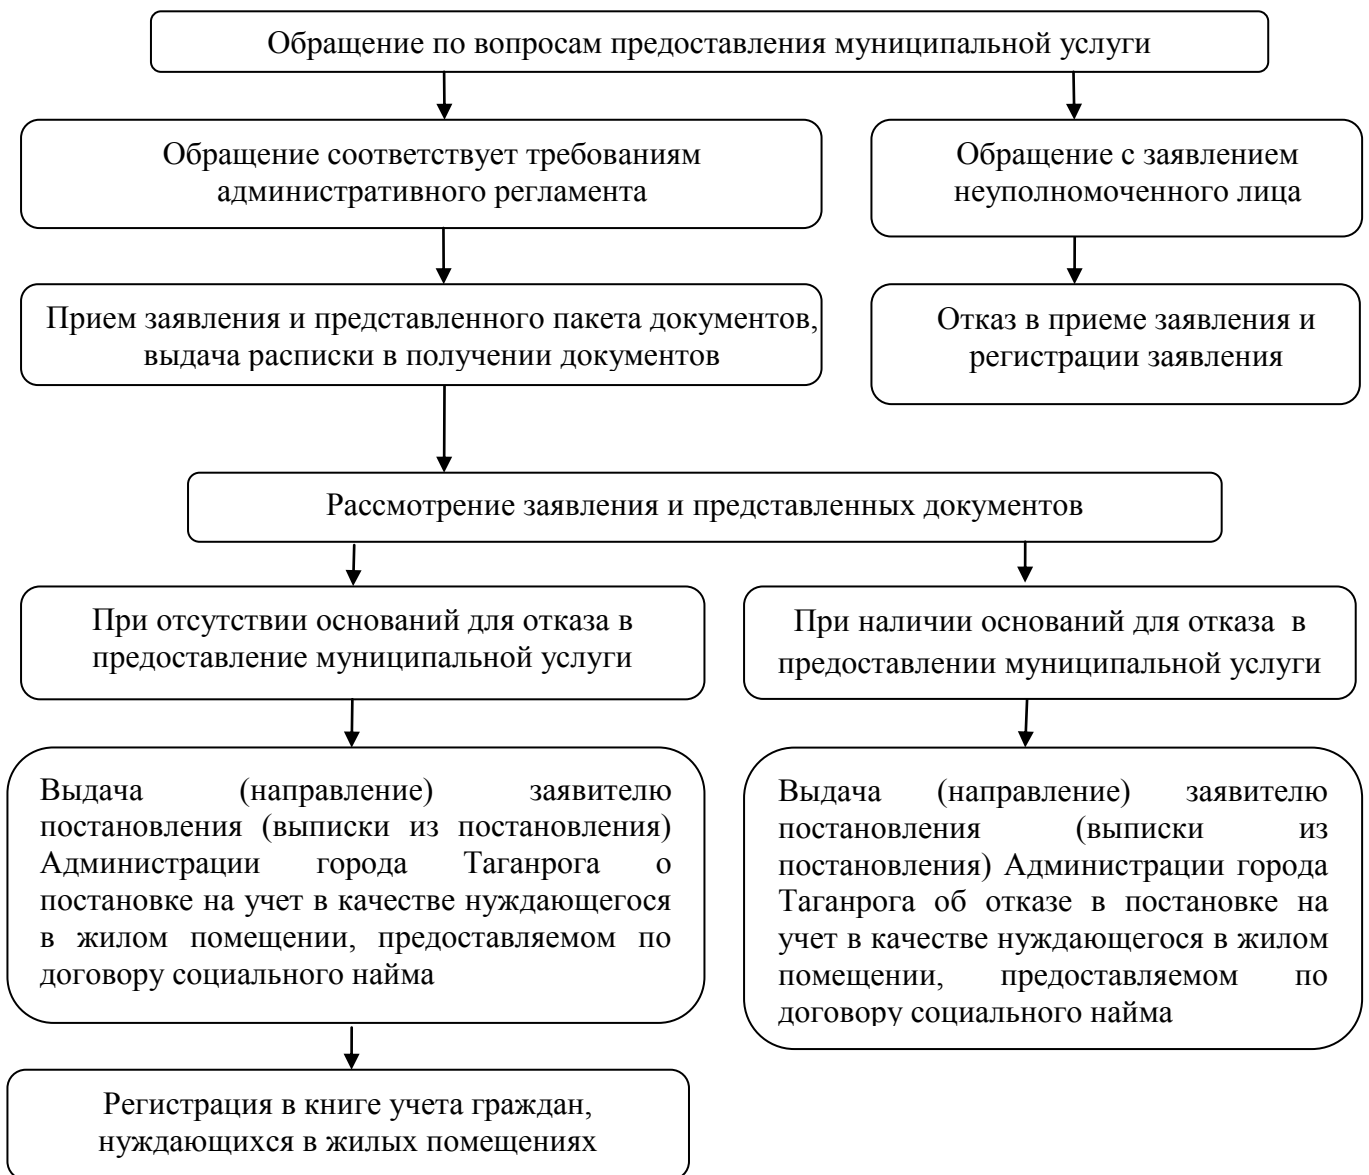 Обращение по вопросам предоставления муниципальной услуги
Обращение соответствует требованиям
административного регламента
Обращение с заявлением
неуполномоченного лица
Прием заявления и представленного пакета документов,
выдача расписки в получении документов
Отказ в приеме заявления и
регистрации заявления
Рассмотрение заявления и представленных документов
При отсутствии оснований для отказа в
предоставление муниципальной услуги
При наличии оснований для отказа в
предоставлении муниципальной услуги
Выдача (направление) заявителю
постановления (выписки из постановления)
Администрации города Таганрога о
постановке на учет в качестве нуждающегося
в жилом помещении, предоставляемом по
договору социального найма
Выдача (направление) заявителю
постановления (выписки из
постановления) Администрации города
Таганрога об отказе в постановке на
учет в качестве нуждающегося в жилом
помещении, предоставляемом по
договору социального найма
Регистрация в книге учета граждан,
нуждающихся в жилых помещениях